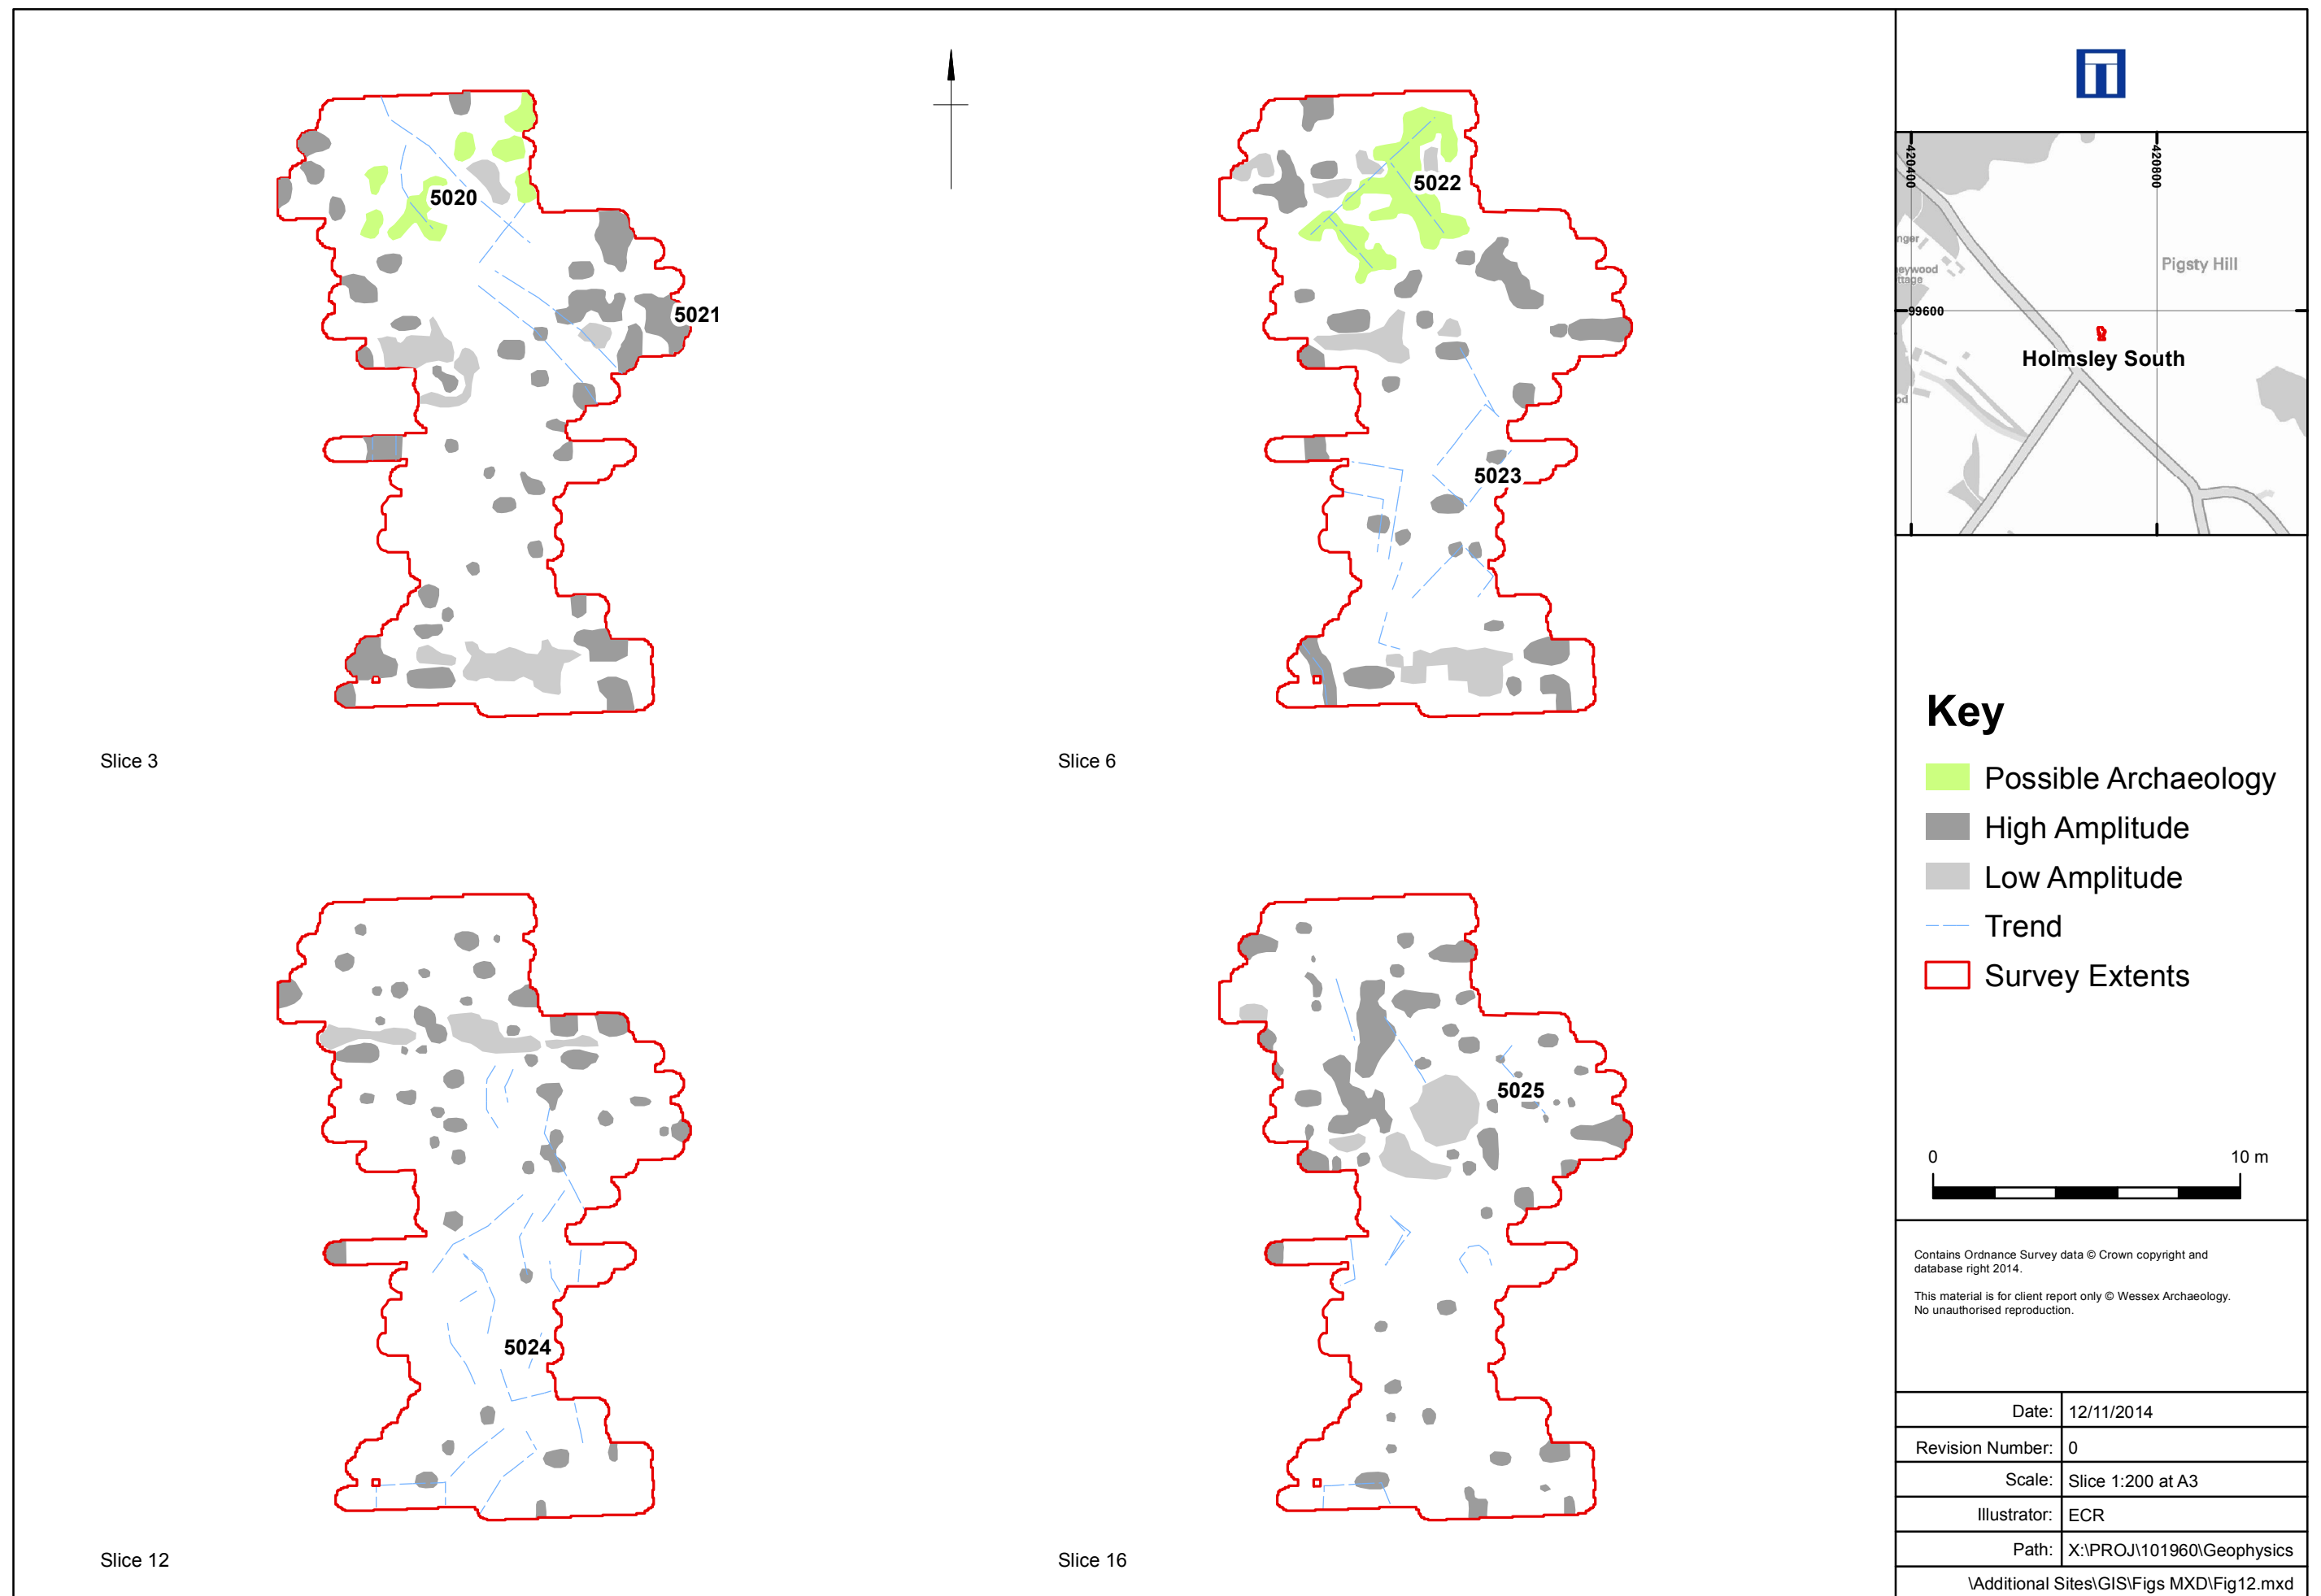 5020
5021
Slice 3
5022
5023
Slice 6
5024
Slice 12
5025
Slice 16
420400
420800
Pigsty Hill
99600
Holmsley South
Key
Possible Archaeology
High Amplitude
Low Amplitude
Trend
Survey Extents
0 10 m
Contains Ordnance Survey data © Crown copyright and
database right 2014.
This material is for client report only © Wessex Archaeology.
No unauthorised reproduction.
Date: 12/11/2014
Revision Number: 0
Scale: Slice 1:200 at A3
Illustrator: ECR
Path: X:\PROJ\101960\Geophysics
\Additional Sites\GIS\Figs MXD\Fig12.mxd